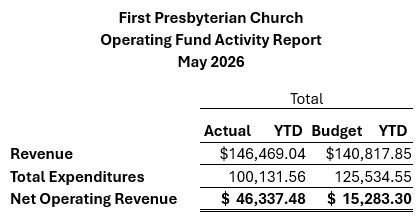 First Presbyterian Church
Operating Fund Activity Report
May 2026
Total
Actual YTD Budget YTD
Revenue $146,469.04 $140,817.85
Total Expenditures 100,131.56 125,534.55
Net Operating Revenue $ 46,337.48 $ 15,283.30